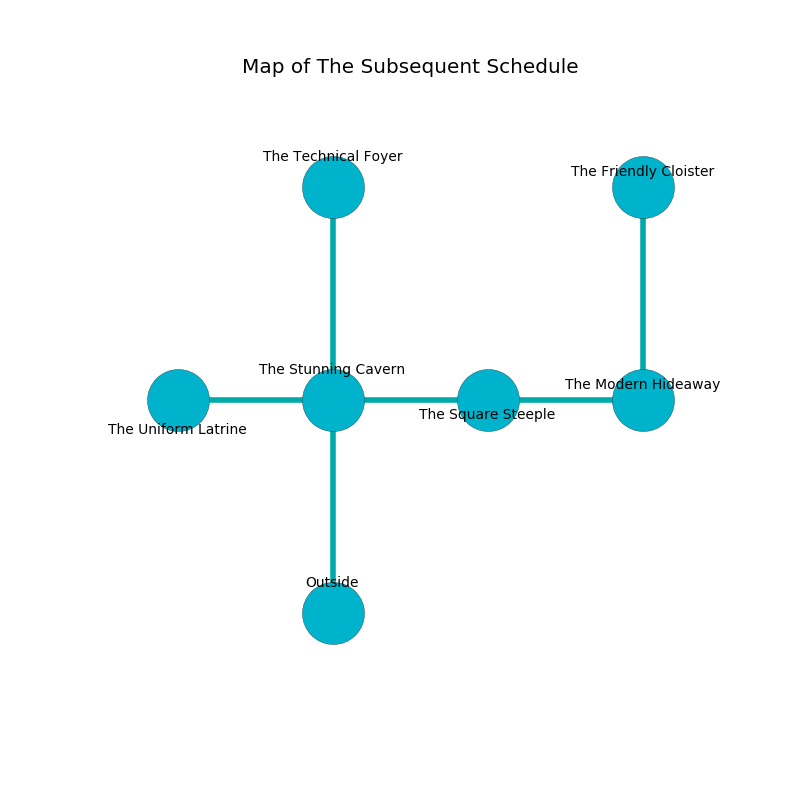 Map of The Subsequent Schedule
The Technical Foyer
The Friendly Cloister
The Stunning Cavern
The Modern Hideaway
The Square Steeple
The Uniform Latrine
Outside